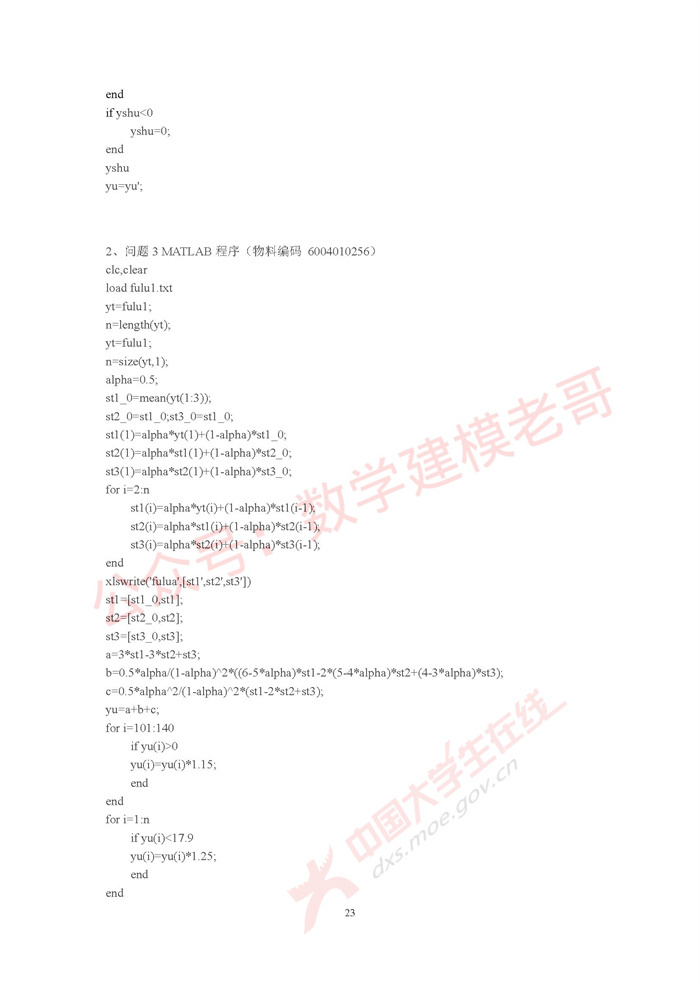 end
if yshu<0
yshu=0;
end
yshu
yu=yu';
2、问题 3 MATLAB 程序（物料编码 6004010256）
clc,clear
load fulu1.txt
yt=fulu1;
n=length(yt);
yt=fulu1;
n=size(yt,1);
alpha=0.5;
st1_0=mean(yt(1:3));
st2_0=st1_0;st3_0=st1_0;
st1(1)=alpha*yt(1)+(1-alpha)*st1_0;
st2(1)=alpha*st1(1)+(1-alpha)*st2_0;
st3(1)=alpha*st2(1)+(1-alpha)*st3_0;
for i=2:n
st1(i)=alpha*yt(i)+(1-alpha)*st1(i-1);
st2(i)=alpha*st1(i)+(1-alpha)*st2(i-1);
st3(i)=alpha*st2(i)+(1-alpha)*st3(i-1);
end
xlswrite('fulua',[st1',st2',st3'])
st1=[st1_0,st1];
st2=[st2_0,st2];
st3=[st3_0,st3];
a=3*st1-3*st2+st3;
b=0.5*alpha/(1-alpha)^2*((6-5*alpha)*st1-2*(5-4*alpha)*st2+(4-3*alpha)*st3);
c=0.5*alpha^2/(1-alpha)^2*(st1-2*st2+st3);
yu=a+b+c;
for i=101:140
if yu(i)>0
yu(i)=yu(i)*1.15;
end
end
for i=1:n
if yu(i)<17.9
yu(i)=yu(i)*1.25;
end
end
23
公众号：数学建模老哥
中国大学生在线
dxs.moe.gov.cn